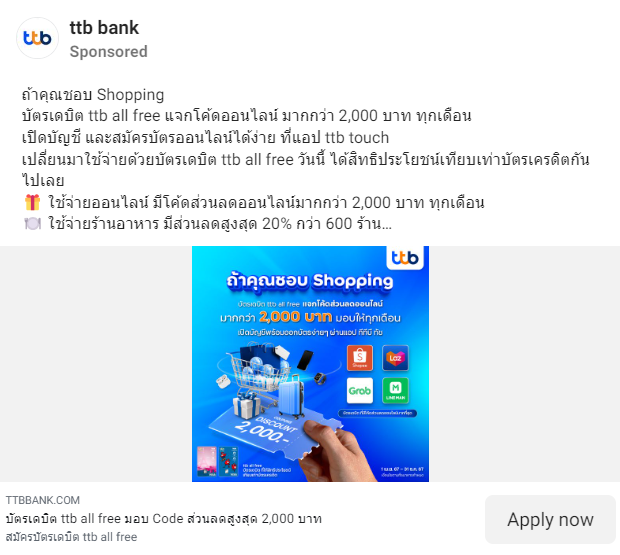 ttb
ttb bank
Sponsored
ถ้าคุณชอบ Shopping
บัตรเดบิต ttb all free แจกโค้ดออนไลน์ มากกว่า 2,000 บาท ทุกเดือน
เปิดบัญชี และสมัครบัตรออนไลน์ได้ง่าย ที่แอป ttb touch
เปลี่ยนมาใช้จ่ายด้วยบัตรเดบิต ttb all free วันนี้ ได้สิทธิประโยชน์เทียบเท่าบัตรเครดิตกัน
ไปเลย
🎁 ใช้จ่ายออนไลน์ มีโค้ดส่วนลดออนไลน์มากกว่า 2,000 บาท ทุกเดือน
🍽️ ใช้จ่ายร้านอาหาร มีส่วนลดสูงสุด 20% กว่า 600 ร้าน…
ttb
ถ้าคุณชอบ Shopping
บัตรเดบิต ttb all free แจกโค้ดส่วนลดออนไลน์
มากกว่า 2,000 บาท มอบให้ทุกเดือน
เปิดบัญชีพร้อมออกบัตรง่ายๆ ผ่านแอป ทีทีบี ทัช
Shopee
Laz
Grab
LINE MAN
DISCOUNT
2,000.-
ttb all free
1 เม.ย. 67 - 31 ธ.ค. 67
TTBBANK.COM
บัตรเดบิต ttb all free มอบ Code ส่วนลดสูงสุด 2,000 บาท
สมัครบัตรเดบิต ttb all free
Apply now